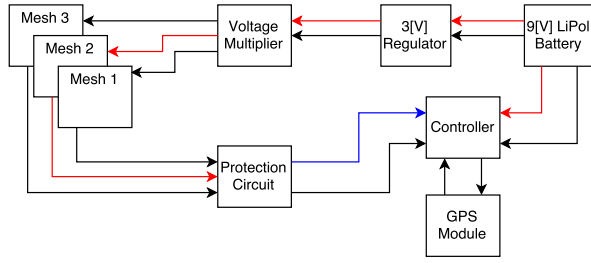 Mesh 3
Mesh 2
Mesh 1
Voltage
Multiplier
3[V]
Regulator
9[V] LiPol
Battery
Protection
Circuit
Controller
GPS
Module